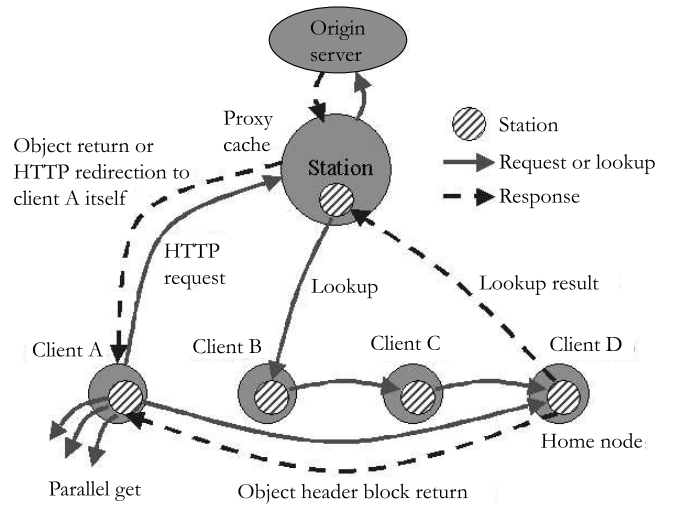 Origin
server
Proxy
cache
Station
Station
Request or lookup
Response
Object return or
HTTP redirection to
client A itself
HTTP
request
Lookup
Lookup result
Client A
Client B
Client C
Client D
Home node
Parallel get
Object header block return